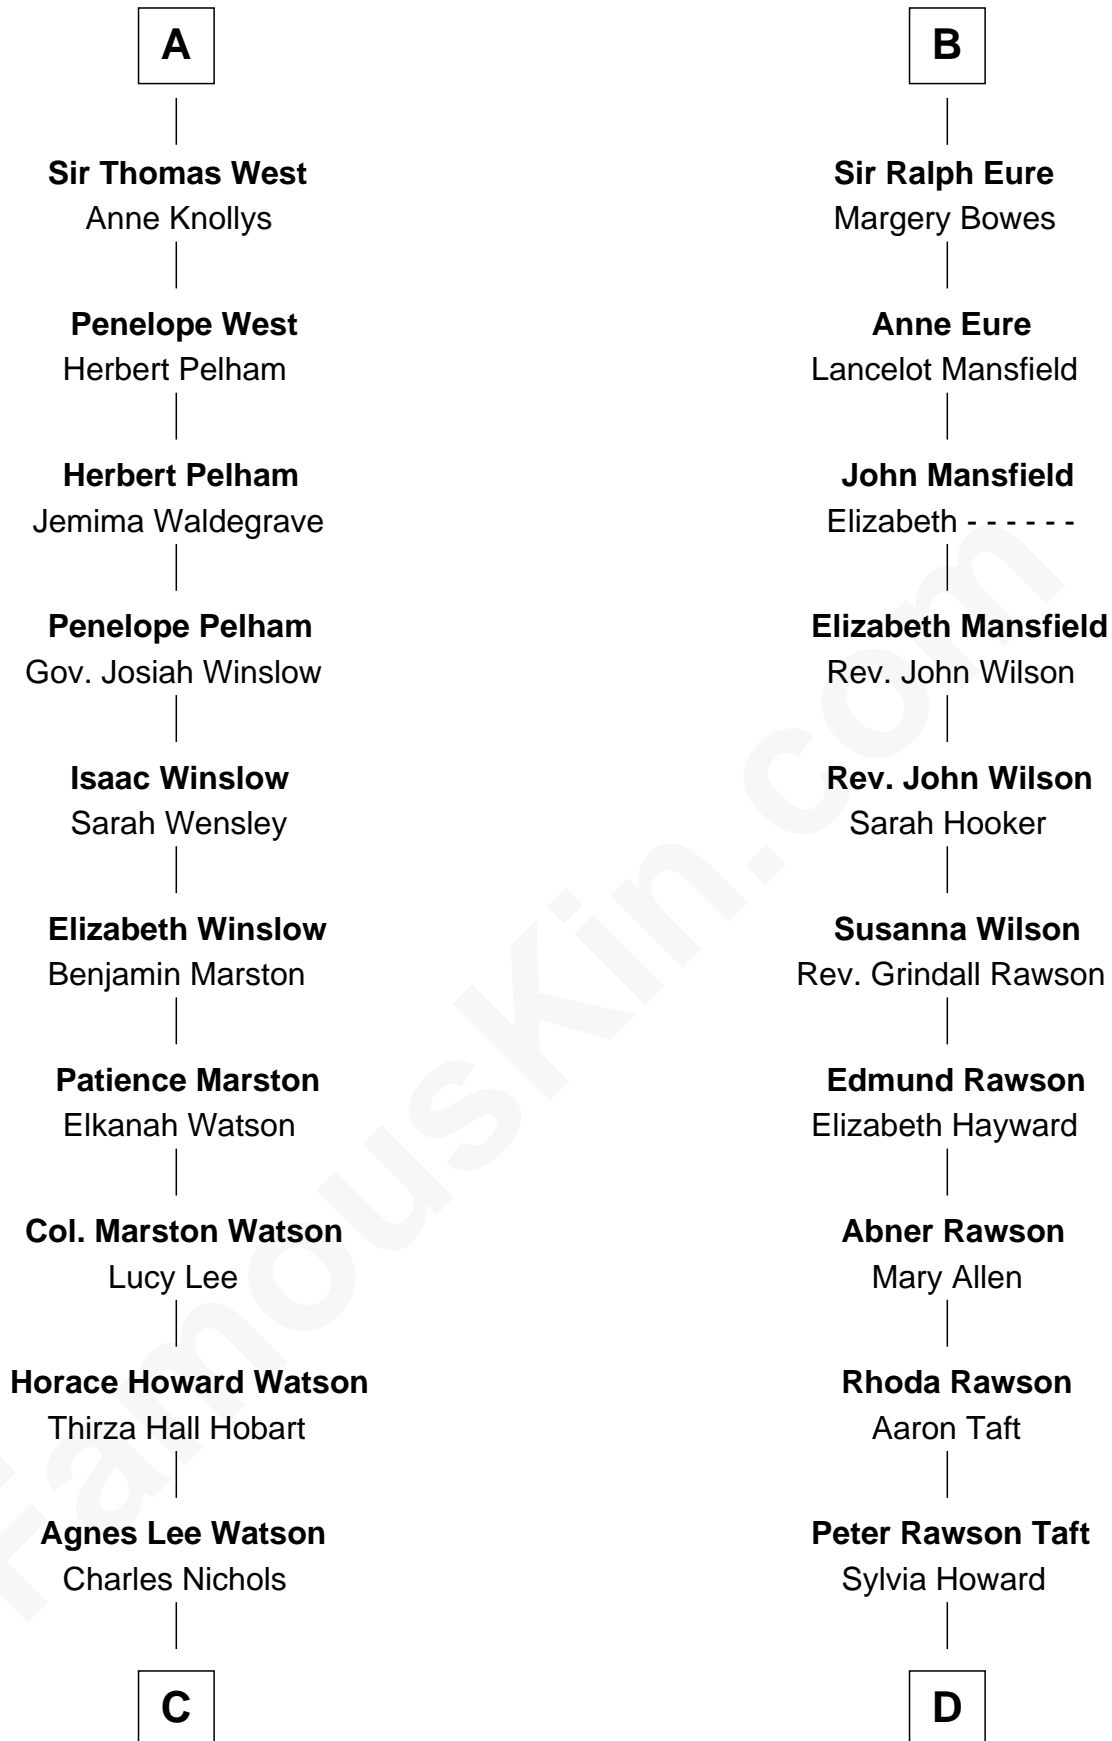 A
Sir Thomas West
Anne Knollys
Penelope West
Herbert Pelham
Herbert Pelham
Jemima Waldegrave
Penelope Pelham
Gov. Josiah Winslow
Isaac Winslow
Sarah Wensley
Elizabeth Winslow
Benjamin Marston
Patience Marston
Elkanah Watson
Col. Marston Watson
Lucy Lee
Horace Howard Watson
Thirza Hall Hobart
Agnes Lee Watson
Charles Nichols
C
B
Sir Ralph Eure
Margery Bowes
Anne Eure
Lancelot Mansfield
John Mansfield
Elizabeth - - - - - -
Elizabeth Mansfield
Rev. John Wilson
Rev. John Wilson
Sarah Hooker
Susanna Wilson
Rev. Grindall Rawson
Edmund Rawson
Elizabeth Hayward
Abner Rawson
Mary Allen
Rhoda Rawson
Aaron Taft
Peter Rawson Taft
Sylvia Howard
D
FamousKin.com